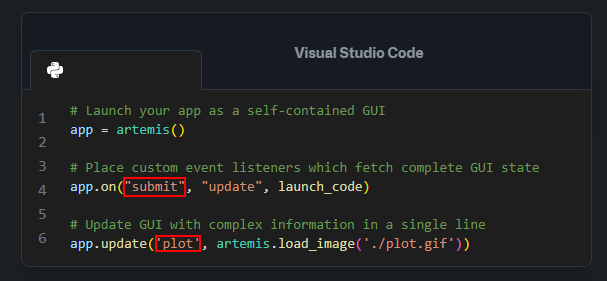 Visual Studio Code
1
# Launch your app as a self-contained GUI
app = artemis()
2
3
# Place custom event listeners which fetch complete GUI state
4
app.on("submit", "update", launch_code)
5
# Update GUI with complex information in a single line
6
app.update('plot', artemis.load_image('./plot.gif'))